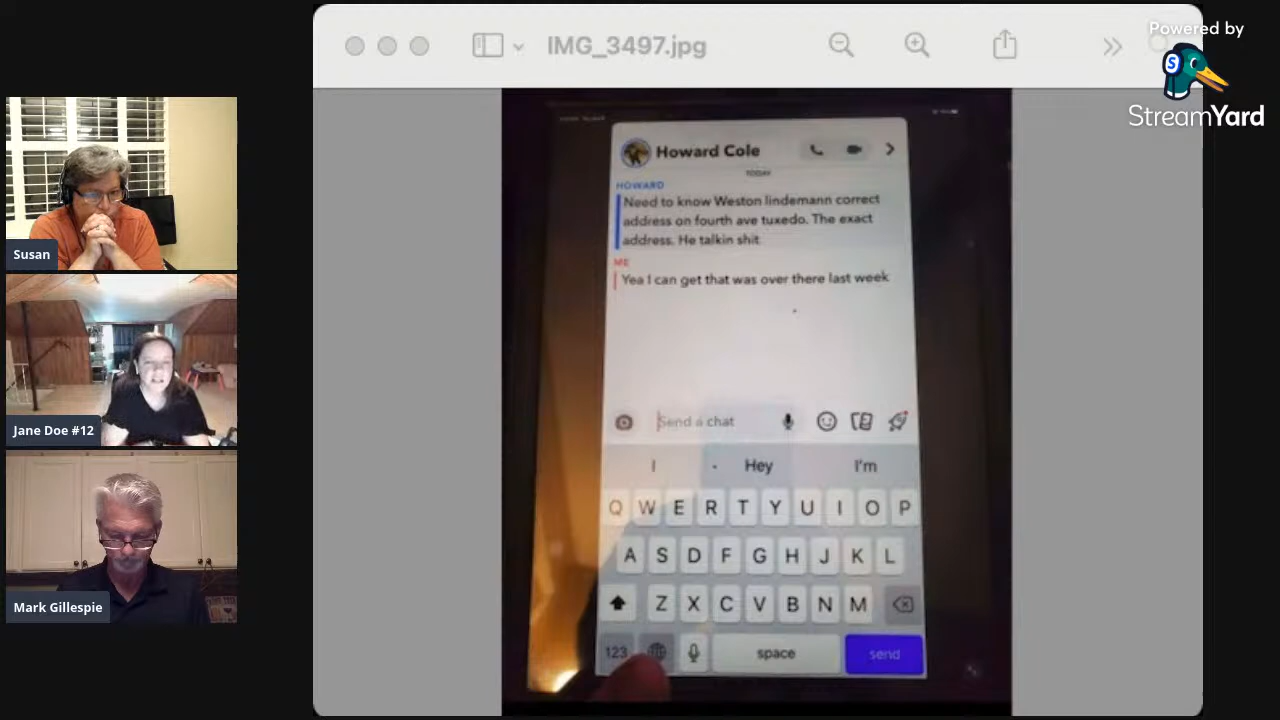 IMG_3497.jpg
Powered by
S
StreamYard
Howard Cole
TODAY
HOWARD
Need to know Weston lindemann correct
address on fourth ave tuxedo. The exact
address. He talkin shit
ME
Yea I can get that was over there last week
Send a chat
I
Hey
I'm
Q W E R T Y U I O P
A S D F G H J K L
Z X C V B N M
123
space
send
Susan
Jane Doe #12
Mark Gillespie